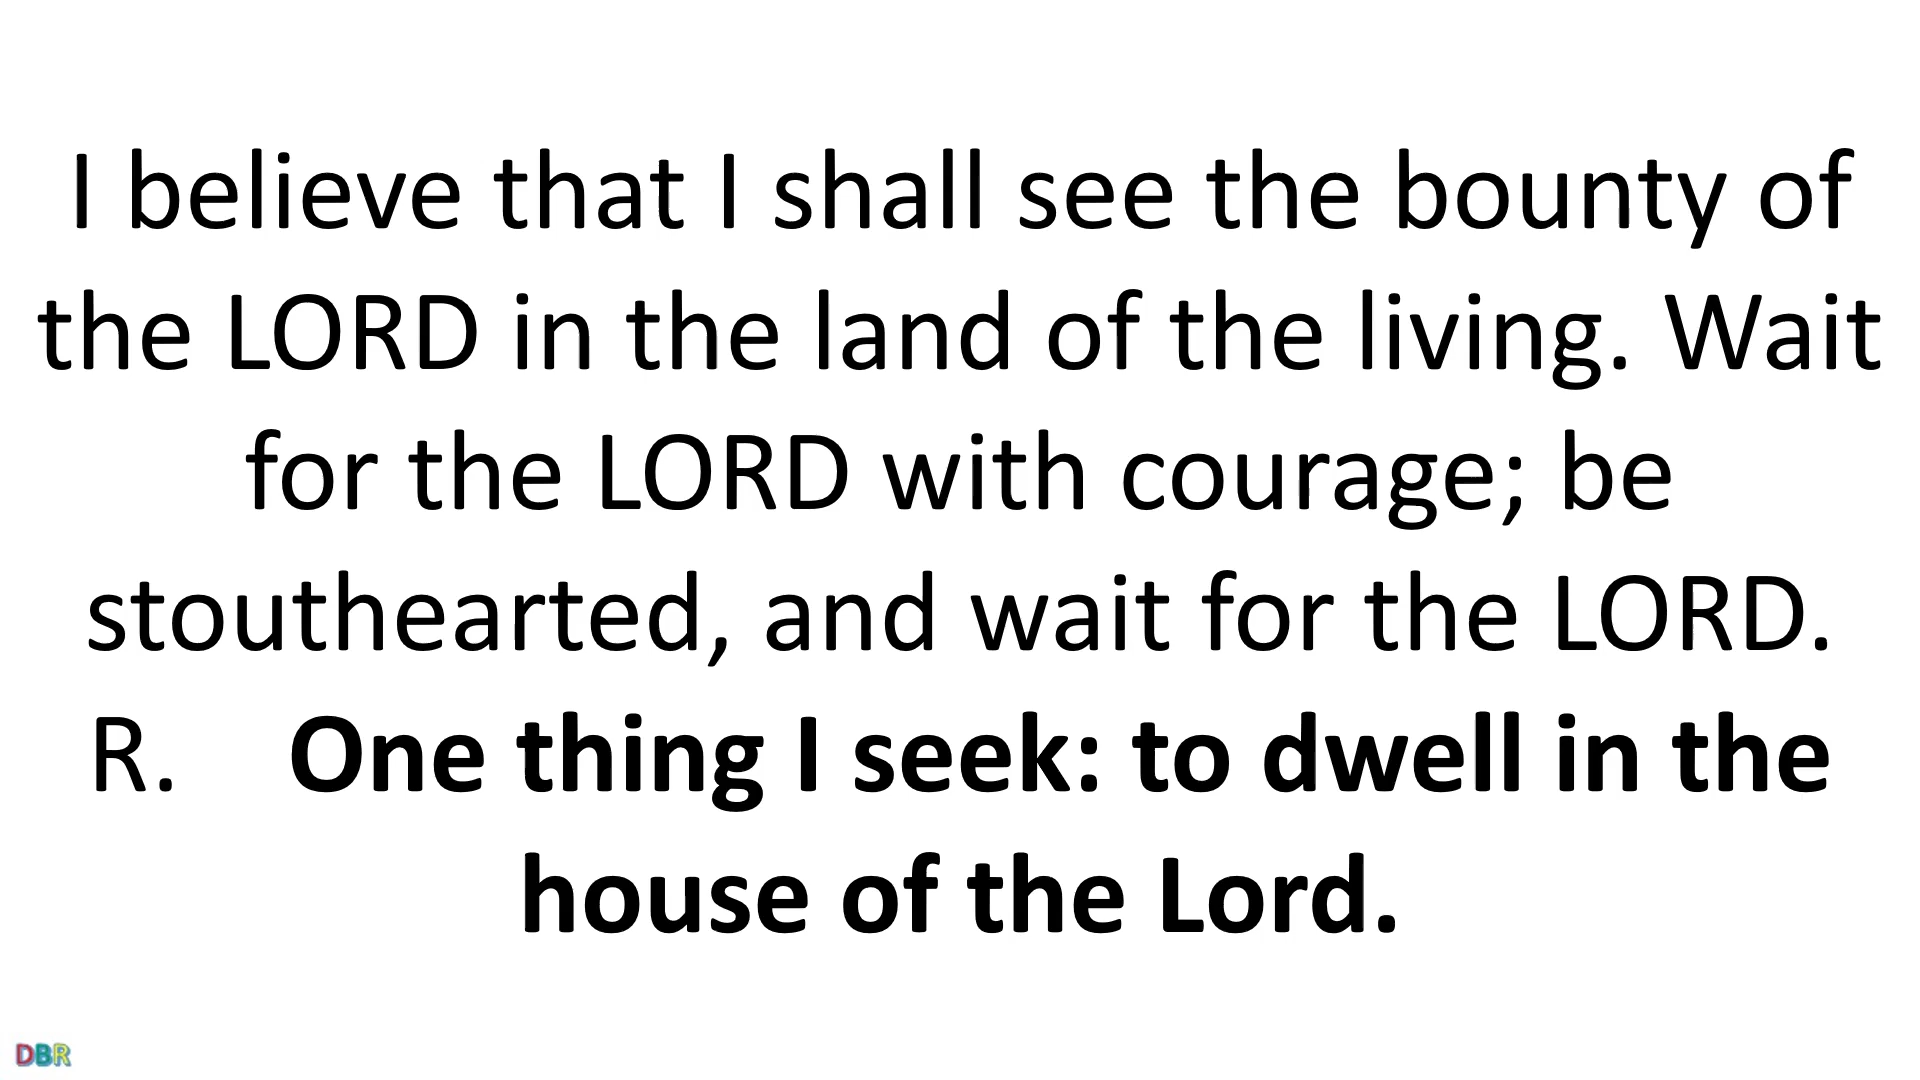 I believe that I shall see the bounty of
the LORD in the land of the living. Wait
for the LORD with courage; be
stouthearted, and wait for the LORD.
R. One thing I seek: to dwell in the
house of the Lord.
DBR